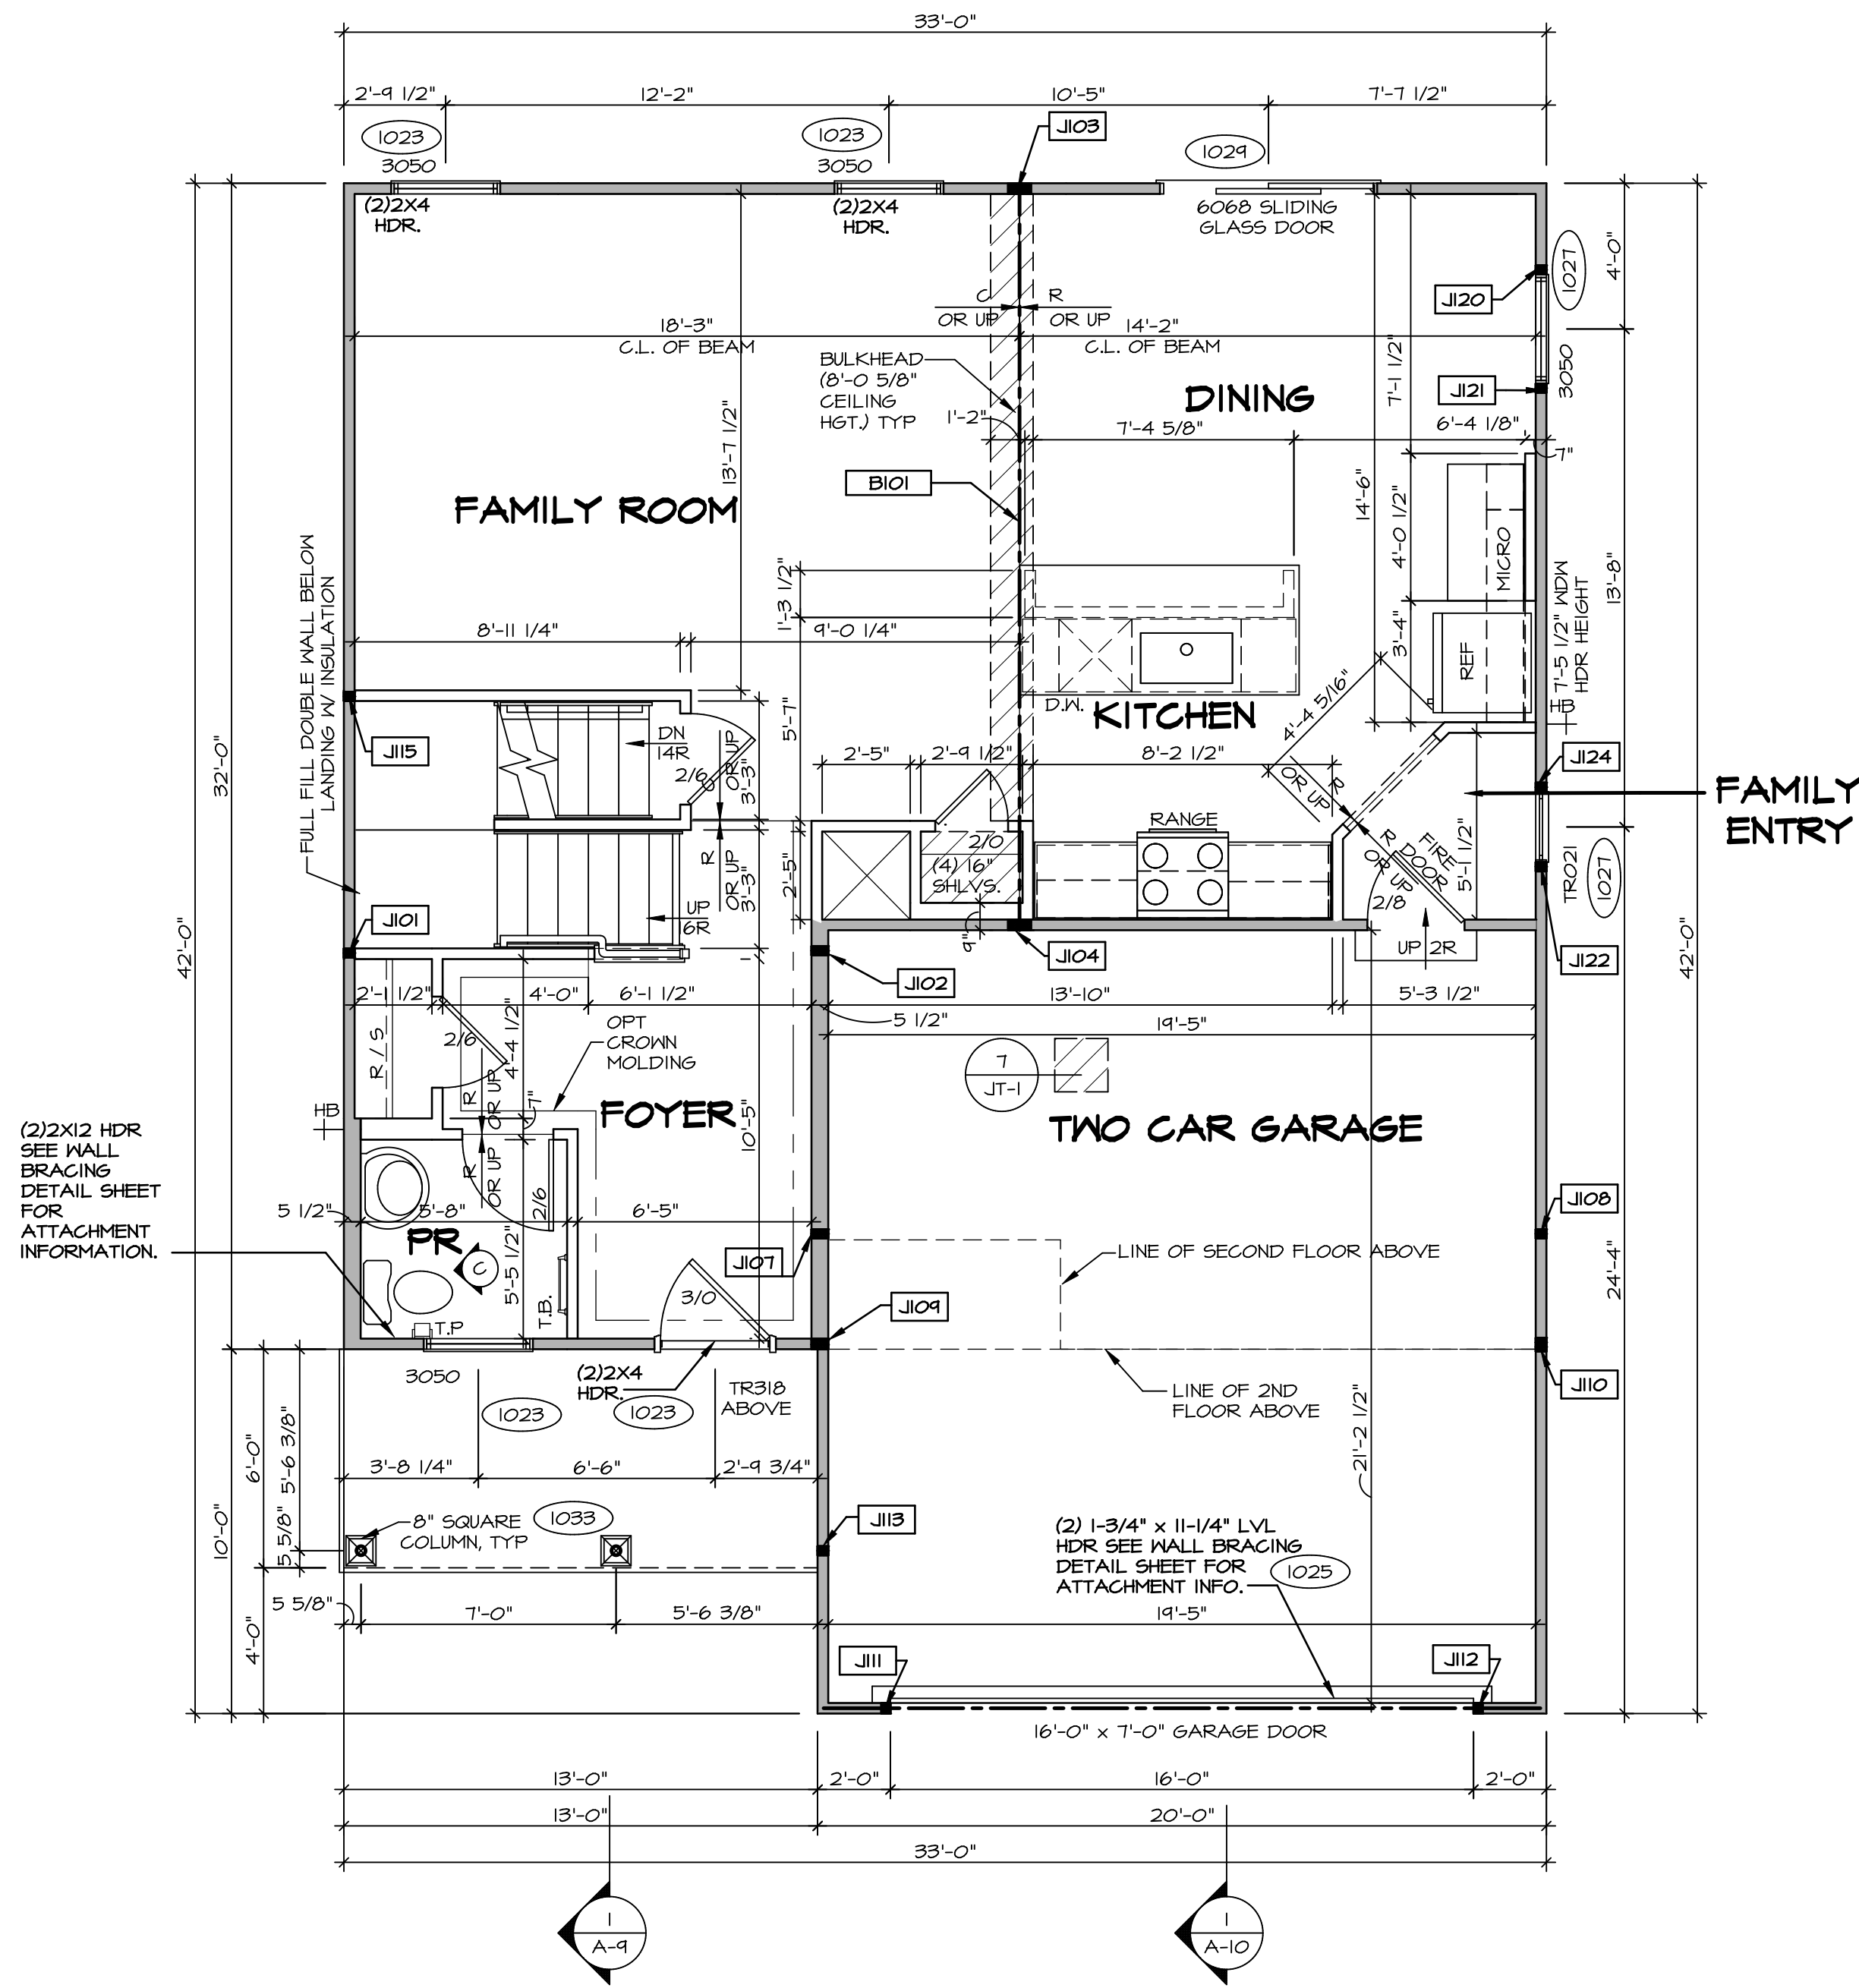 33'-0"
2'-9 1/2"
12'-2"
10'-5"
7'-7 1/2"
1023
1023
J103
1029
3050
3050
(2)2X4
HDR.
(2)2X4
HDR.
6068 SLIDING
GLASS DOOR
1027
4'-0"
J120
C
OR UP
R
OR UP
18'-3"
C.L. OF BEAM
14'-2"
C.L. OF BEAM
BULKHEAD
(8'-0 5/8"
CEILING
HGT.) TYP
7'-1 1/2"
3050
J121
DINING
1'-2"
7'-4 5/8"
6'-4 1/8"
7"
13'-7 1/2"
B101
FAMILY ROOM
14'-6"
4'-0 1/2"
MICRO
FULL FILL DOUBLE WALL BELOW
LANDING W/ INSULATION
1'-3 1/2"
13'-8"
7'-5 1/2" WDW
HDR HEIGHT
8'-11 1/4"
9'-0 1/4"
3'-4"
REF
4'-4 5/16"
D.W.
KITCHEN
HB
32'-0"
J115
DN
14R
2/6
R
OR UP
3'-3"
5'-7"
2'-5"
2'-9 1/2"
8'-2 1/2"
R
OR UP
J124
FAMILY
ENTRY
RANGE
2/0
(4) 16"
SHLVS.
R
OR UP
FIRE
DOOR
5'-1 1/2"
TR021
1027
2/8
R
OR UP
3'-3"
2'-5"
UP
6R
J101
9"
J104
UP 2R
J122
42'-0"
42'-0"
J102
2'-1 1/2"
4'-0"
6'-1 1/2"
13'-10"
5'-3 1/2"
5 1/2"
19'-5"
OPT
CROWN
MOLDING
R / S
2/6
4'-4 1/2"
7
JT-1
R
OR UP
7"
HB
FOYER
TWO CAR GARAGE
10'-5"
(2)2X12 HDR
SEE WALL
BRACING
DETAIL SHEET
FOR
ATTACHMENT
INFORMATION.
R
OR UP
2/6
5 1/2"
5'-8"
6'-5"
J108
PR
C
5'-5 1/2"
J107
LINE OF SECOND FLOOR ABOVE
24'-4"
T.B.
3/0
J109
T.P
3050
(2)2X4
HDR.
TR318
ABOVE
1023
1023
LINE OF 2ND
FLOOR ABOVE
J110
6'-0"
5'-6 3/8"
21'-2 1/2"
3'-8 1/4"
6'-6"
2'-9 3/4"
10'-0"
5 5/8"
8" SQUARE
COLUMN, TYP
1033
J113
(2) 1-3/4" x 11-1/4" LVL
HDR SEE WALL BRACING
DETAIL SHEET FOR
ATTACHMENT INFO.
1025
5 5/8"
7'-0"
5'-6 3/8"
19'-5"
4'-0"
J111
J112
16'-0" x 7'-0" GARAGE DOOR
13'-0"
2'-0"
16'-0"
2'-0"
13'-0"
20'-0"
33'-0"
1
A-9
1
A-10